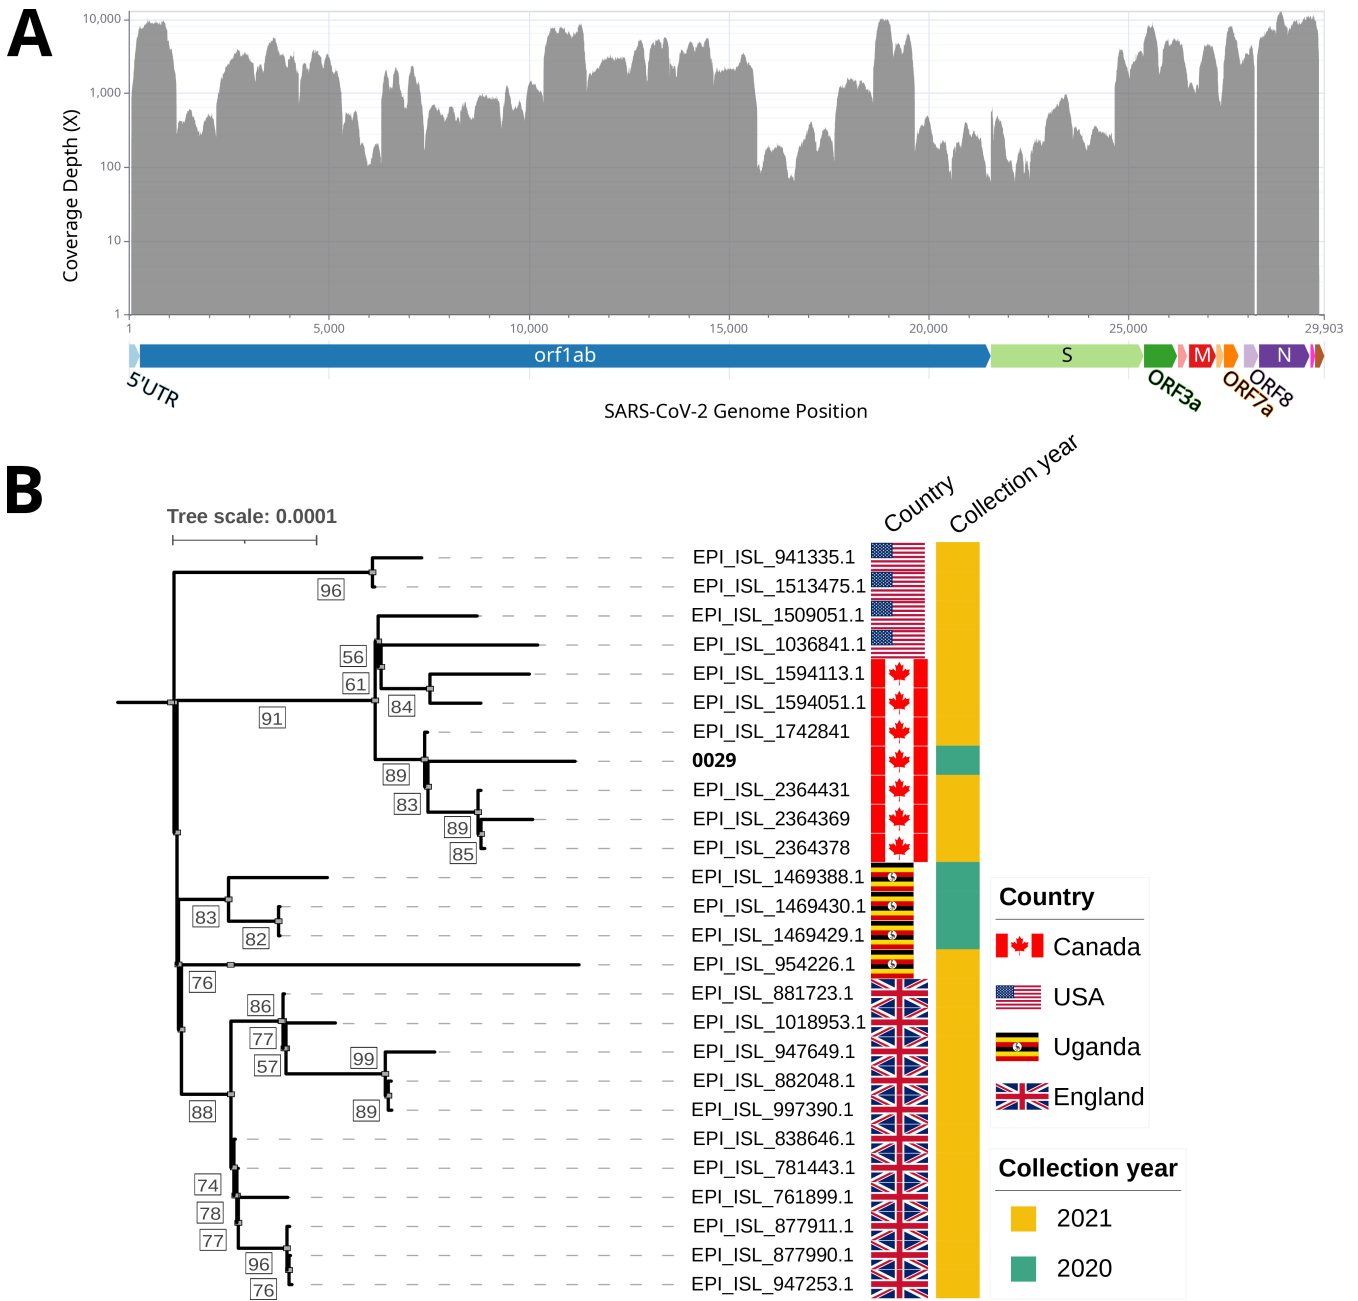 A
10,000
1,000
100
10
1
Coverage Depth (X)
1
5,000
10,000
15,000
20,000
25,000
29,903
orf1ab
S
M
N
5'UTR
ORF3a
ORF7a
ORF8
SARS-CoV-2 Genome Position
B
Country
Collection year
Tree scale: 0.0001
EPI_ISL_941335.1
96
EPI_ISL_1513475.1
EPI_ISL_1509051.1
EPI_ISL_1036841.1
56
EPI_ISL_1594113.1
61
EPI_ISL_1594051.1
84
91
EPI_ISL_1742841
0029
89
EPI_ISL_2364431
83
EPI_ISL_2364369
89
EPI_ISL_2364378
85
EPI_ISL_1469388.1
EPI_ISL_1469430.1
83
EPI_ISL_1469429.1
82
EPI_ISL_954226.1
76
EPI_ISL_881723.1
86
EPI_ISL_1018953.1
77
EPI_ISL_947649.1
99
57
EPI_ISL_882048.1
EPI_ISL_997390.1
88
89
EPI_ISL_838646.1
EPI_ISL_781443.1
74
EPI_ISL_761899.1
78
EPI_ISL_877911.1
77
EPI_ISL_877990.1
96
EPI_ISL_947253.1
76
Country
Canada
USA
Uganda
England
Collection year
2021
2020